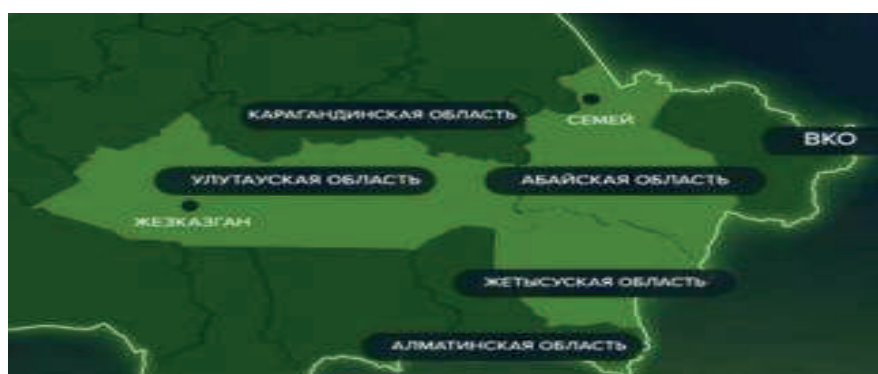 КАРАГАНДИНСКАЯ ОБЛАСТЬ
СЕМЕЙ
ВКО
УЛУТАУСКАЯ ОБЛАСТЬ
АБАЙСКАЯ ОБЛАСТЬ
ЖЕЗКАЗГАН
ЖЕТЫСУСКАЯ ОБЛАСТЬ
АЛМАТИНСКАЯ ОБЛАСТЬ